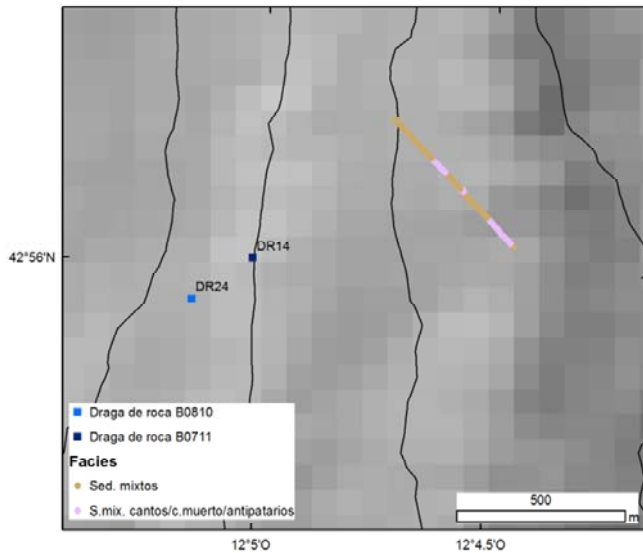 DR14
42°56'N
DR24
Draga de roca B0810
Draga de roca B0711
Facies
Sed. mixtos
S.mix. cantos/c.muerto/antipatarios
500
m
12°5'O
12°4.5'O